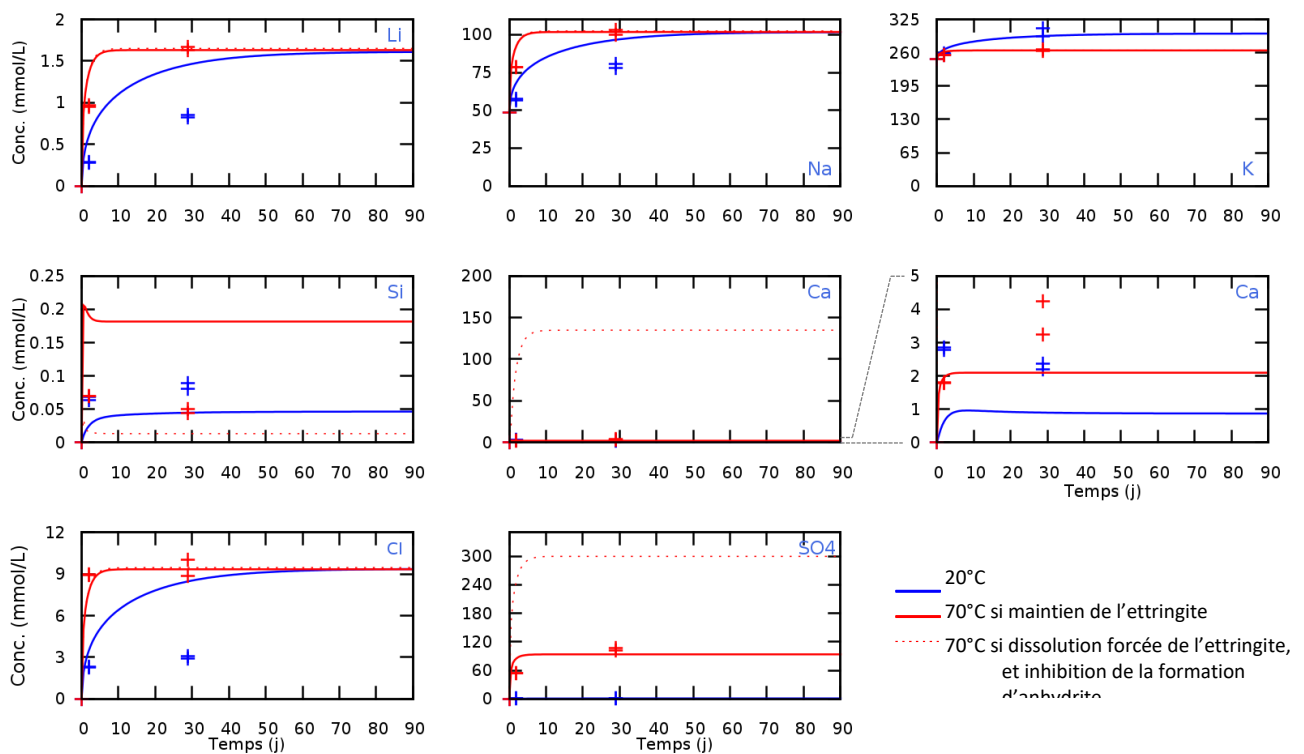 2
1.5
1
0.5
0
Li
Conc. (mmol/L)
0 10 20 30 40 50 60 70 80 90
100
75
50
25
0
Na
0 10 20 30 40 50 60 70 80 90
325
260
195
130
65
0
K
0 10 20 30 40 50 60 70 80 90
0.25
0.2
0.15
0.1
0.05
0
Si
Conc. (mmol/L)
0 10 20 30 40 50 60 70 80 90
200
150
100
50
0
Ca
0 10 20 30 40 50 60 70 80 90
5
4
3
2
1
0
Ca
0 10 20 30 40 50 60 70 80 90
Temps (j)
12
9
6
3
0
Cl
Conc. (mmol/L)
0 10 20 30 40 50 60 70 80 90
Temps (j)
300
240
180
120
60
0
SO4
0 10 20 30 40 50 60 70 80 90
Temps (j)
20°C
70°C si maintien de l’ettringite
70°C si dissolution forcée de l’ettringite,
et inhibition de la formation
d’anhydrite